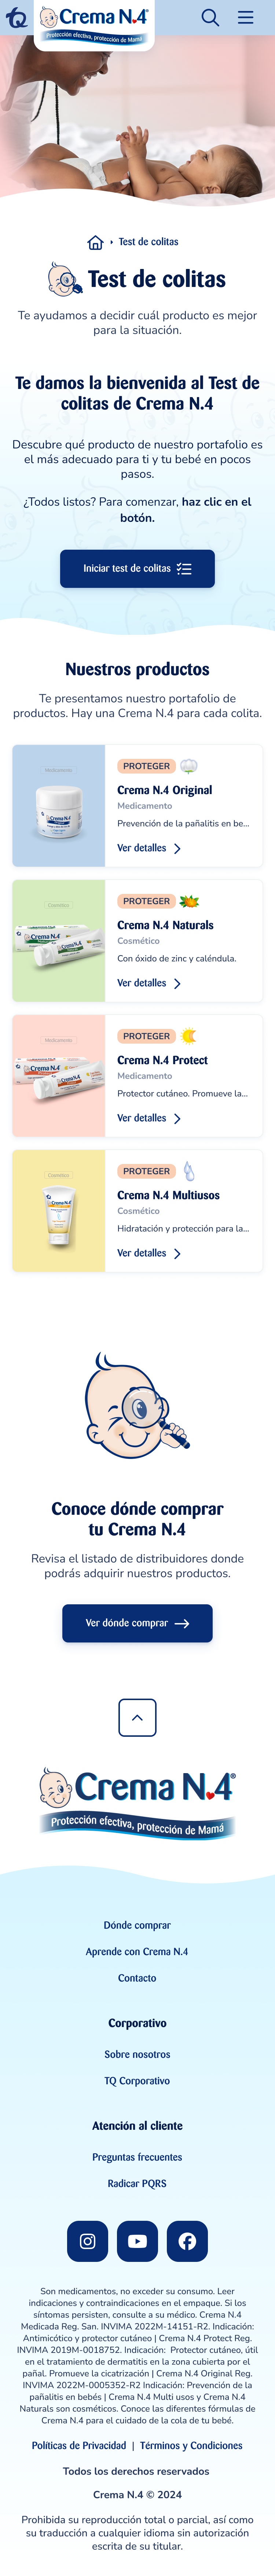 Crema N.4®
Protección efectiva, protección de Mamá
Test de colitas
Test de colitas
Te ayudamos a decidir cuál producto es mejor
para la situación.
Te damos la bienvenida al Test de
colitas de Crema N.4
Descubre qué producto de nuestro portafolio es
el más adecuado para ti y tu bebé en pocos
pasos.
¿Todos listos? Para comenzar, haz clic en el
botón.
Iniciar test de colitas
Nuestros productos
Te presentamos nuestro portafolio de
productos. Hay una Crema N.4 para cada colita.
Medicamento
Crema N.4
PROTEGER
Crema N.4 Original
Medicamento
Prevención de la pañalitis en be...
Ver detalles
Cosmético
Crema N.4
Crema N.4
PROTEGER
Crema N.4 Naturals
Cosmético
Con óxido de zinc y caléndula.
Ver detalles
Medicamento
Crema N.4
Crema N.4
PROTEGER
Crema N.4 Protect
Medicamento
Protector cutáneo. Promueve la...
Ver detalles
Cosmético
Crema N.4
PROTEGER
Crema N.4 Multiusos
Cosmético
Hidratación y protección para la...
Ver detalles
Conoce dónde comprar
tu Crema N.4
Revisa el listado de distribuidores donde
podrás adquirir nuestros productos.
Ver dónde comprar
Crema N.4®
Protección efectiva, protección de Mamá
Dónde comprar
Aprende con Crema N.4
Contacto
Corporativo
Sobre nosotros
TQ Corporativo
Atención al cliente
Preguntas frecuentes
Radicar PQRS
Son medicamentos, no exceder su consumo. Leer
indicaciones y contraindicaciones en el empaque. Si los
síntomas persisten, consulte a su médico. Crema N.4
Medicada Reg. San. INVIMA 2022M-14151-R2. Indicación:
Antimicótico y protector cutáneo | Crema N.4 Protect Reg.
INVIMA 2019M-0018752. Indicación: Protector cutáneo, útil
en el tratamiento de dermatitis en la zona cubierta por el
pañal. Promueve la cicatrización | Crema N.4 Original Reg.
INVIMA 2022M-0005352-R2 Indicación: Prevención de la
pañalitis en bebés | Crema N.4 Multi usos y Crema N.4
Naturals son cosméticos. Conoce las diferentes fórmulas de
Crema N.4 para el cuidado de la cola de tu bebé.
Políticas de Privacidad | Términos y Condiciones
Todos los derechos reservados
Crema N.4 © 2024
Prohibida su reproducción total o parcial, así como
su traducción a cualquier idioma sin autorización
escrita de su titular.